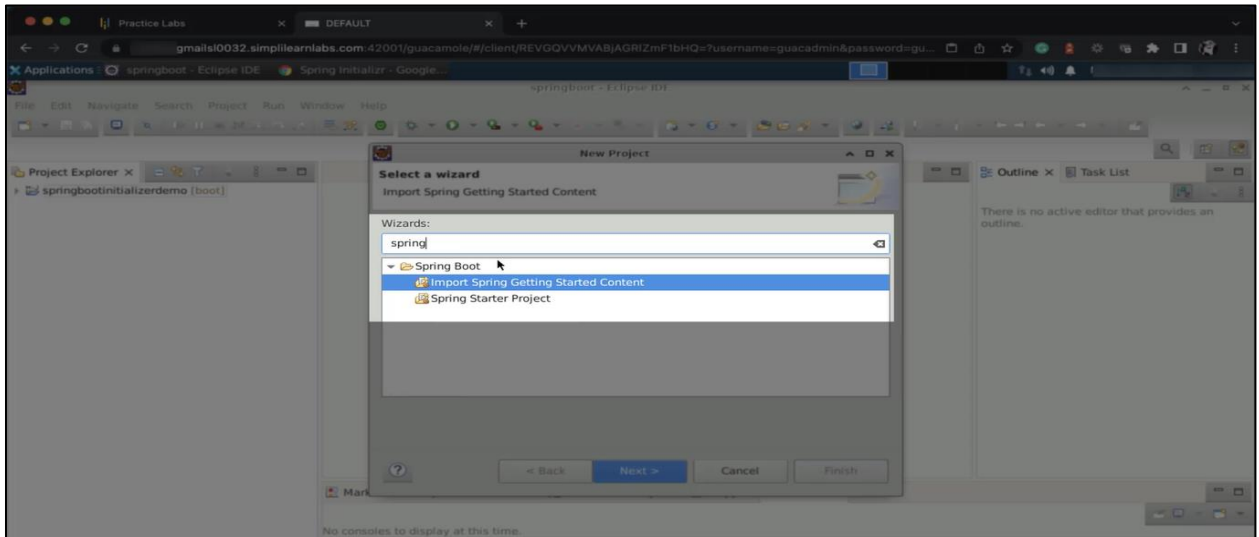 Practice Labs
DEFAULT
gmailsl0032.simplilearnlabs.com:42001/guacamole/#/client/REVGQVVMVABjAGRIZmF1bHQ=?username=guacadmin&password=gu...
Applications
springboot - Eclipse IDE
Spring Initializr - Google...
springboot - Eclipse IDE
File Edit Navigate Search Project Run Window Help
New Project
Project Explorer
Select a wizard
Outline
Task List
springbootinitializerdemo [boot]
Import Spring Getting Started Content
There is no active editor that provides an
outline.
Wizards:
spring
Spring Boot
Import Spring Getting Started Content
Spring Starter Project
< Back
Next >
Cancel
Finish
Mark
No consoles to display at this time.